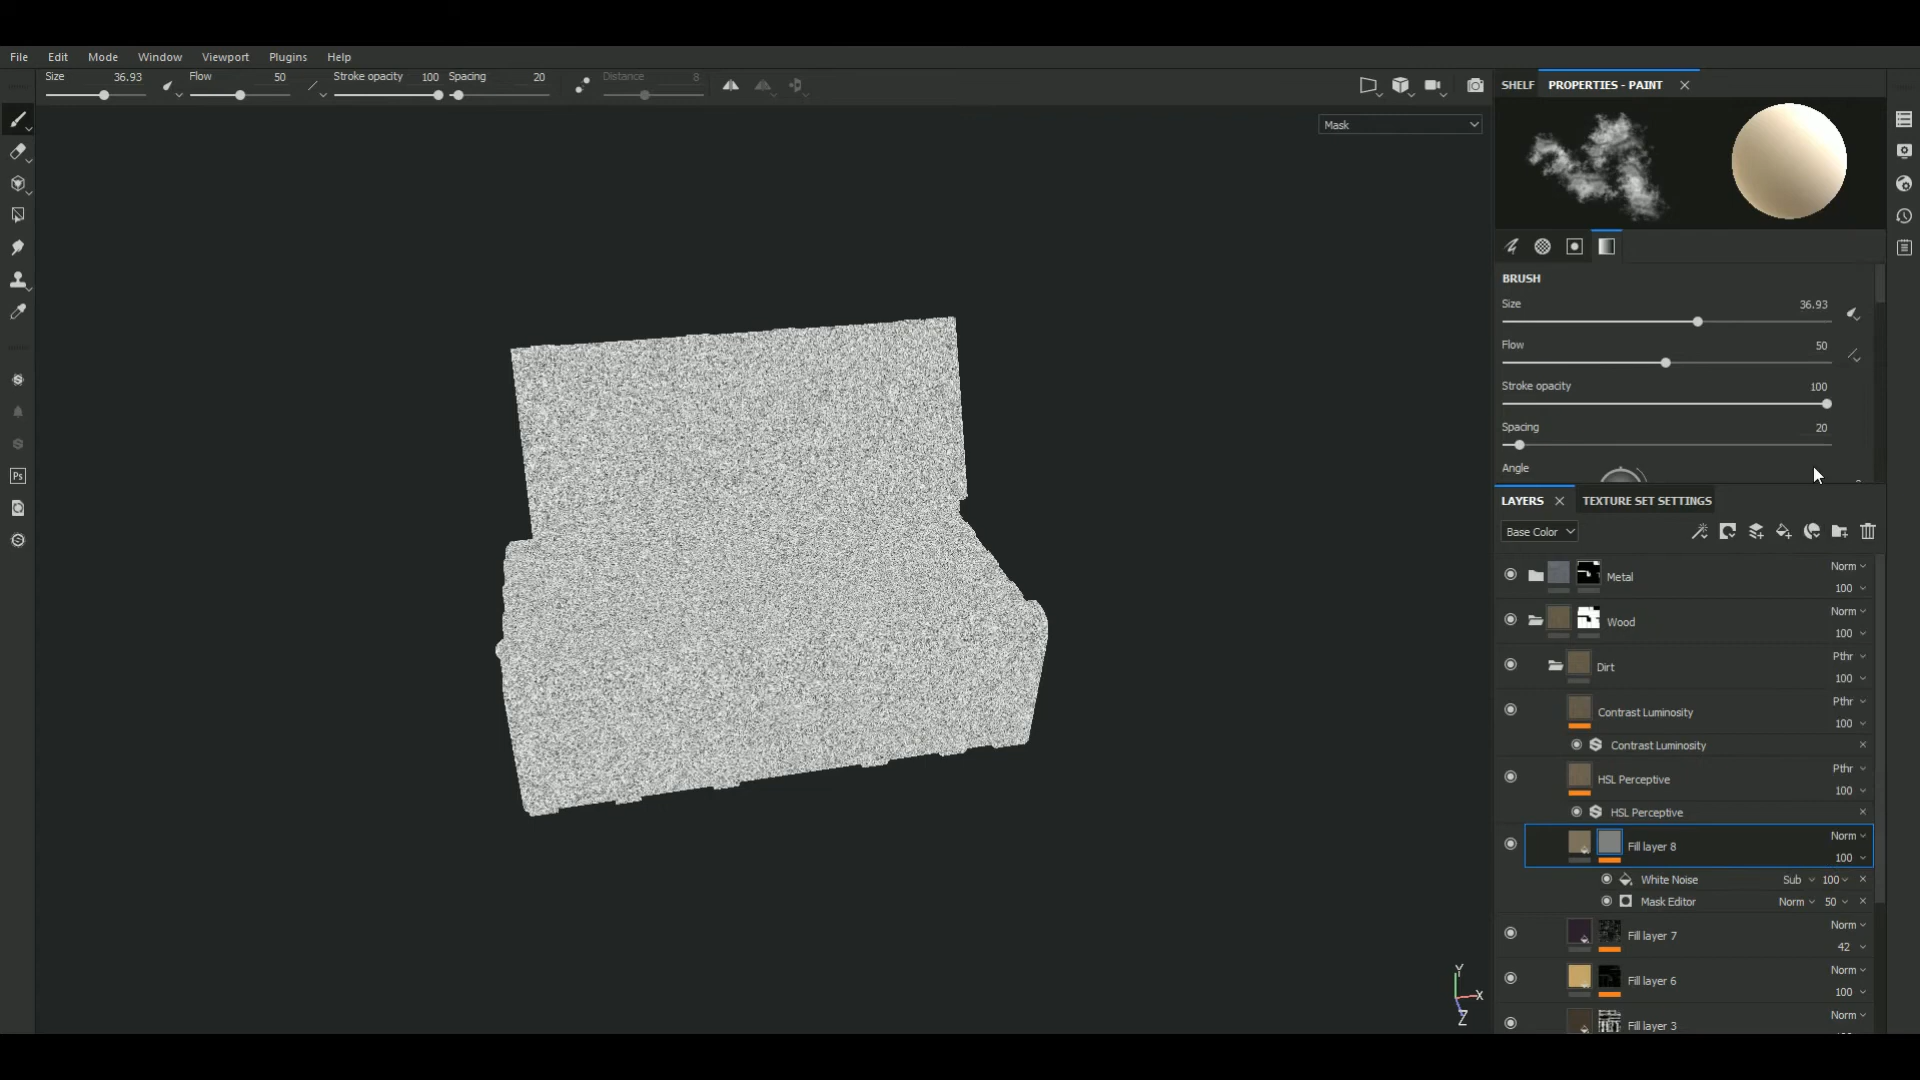 File Edit Mode Window Viewport Plugins Help
Size 36.93 Flow 50 Stroke opacity 100 Spacing 20 Distance 8
SHELF PROPERTIES - PAINT
Mask
BRUSH
Size 36.93
Flow 50
Stroke opacity 100
Spacing 20
Angle
Ps
LAYERS TEXTURE SET SETTINGS
Base Color
Metal Norm 100
Wood Norm 100
Dirt Pthr 100
Contrast Luminosity Pthr 100
Contrast Luminosity
HSL Perceptive Pthr 100
HSL Perceptive
Fill layer 8 Norm 100
White Noise Sub 100
Mask Editor Norm 50
Fill layer 7 Norm 42
Fill layer 6 Norm 100
Fill layer 3 Norm
Y
X
Z